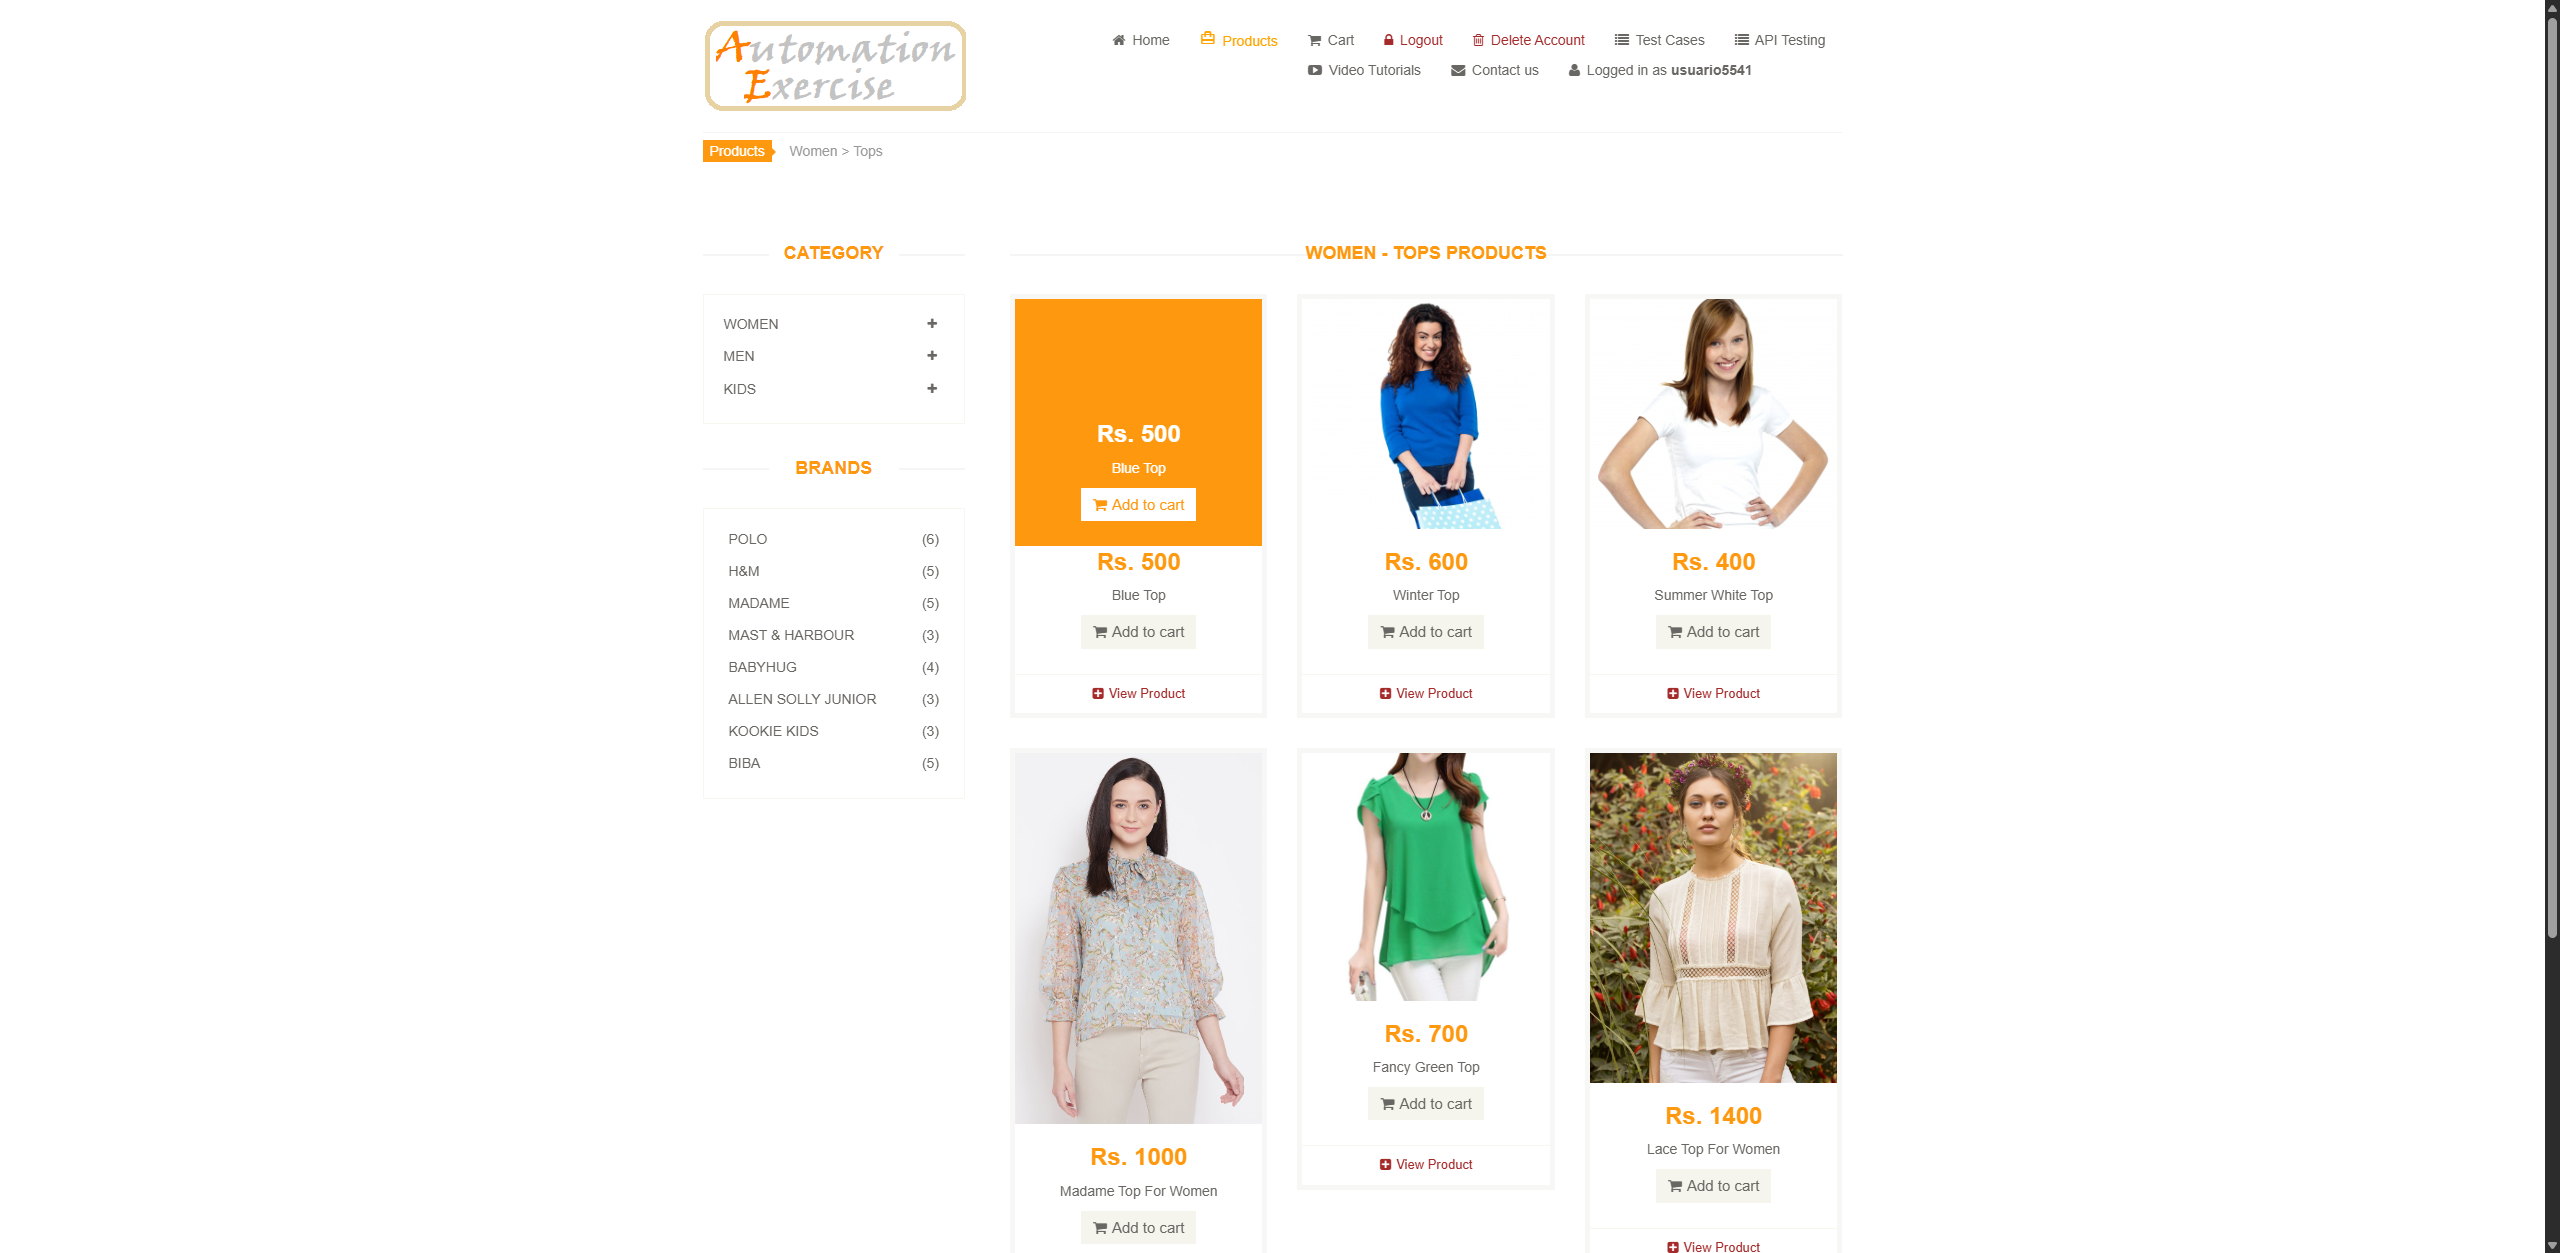 Automation
Exercise
Home
Products
Cart
Logout
Delete Account
Test Cases
API Testing
Video Tutorials
Contact us
Logged in as usuario5541
Products
Women > Tops
CATEGORY
WOMEN
MEN
KIDS
BRANDS
POLO (6)
H&M (5)
MADAME (5)
MAST & HARBOUR (3)
BABYHUG (4)
ALLEN SOLLY JUNIOR (3)
KOOKIE KIDS (3)
BIBA (5)
WOMEN - TOPS PRODUCTS
Rs. 500
Blue Top
Add to cart
Rs. 500
Blue Top
Add to cart
View Product
Rs. 600
Winter Top
Add to cart
View Product
Rs. 400
Summer White Top
Add to cart
View Product
Rs. 1000
Madame Top For Women
Add to cart
Rs. 700
Fancy Green Top
Add to cart
View Product
Rs. 1400
Lace Top For Women
Add to cart
View Product